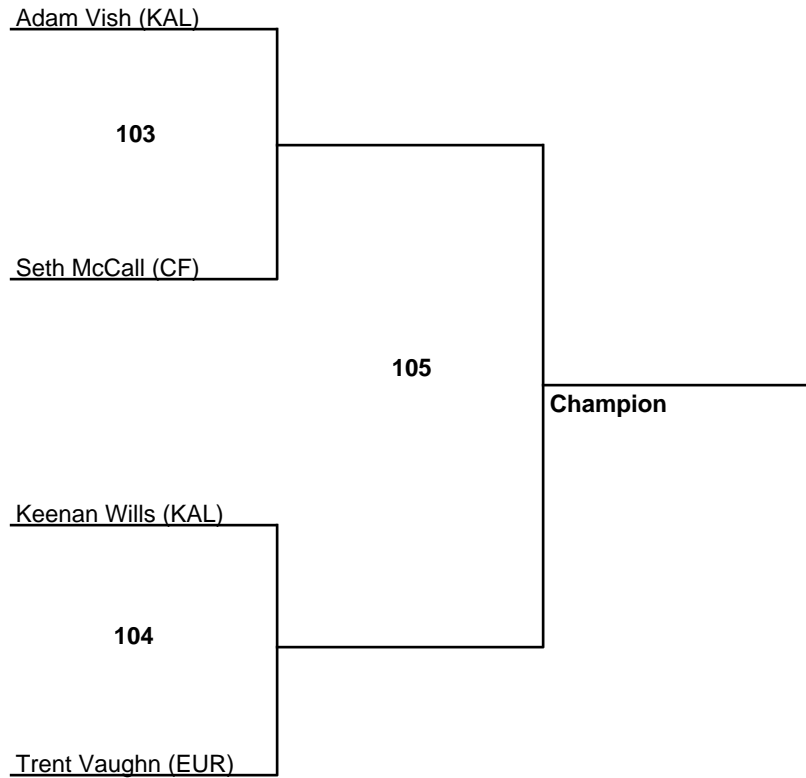 Adam Vish (KAL)
103
Seth McCall (CF)
105
Champion
Keenan Wills (KAL)
104
Trent Vaughn (EUR)